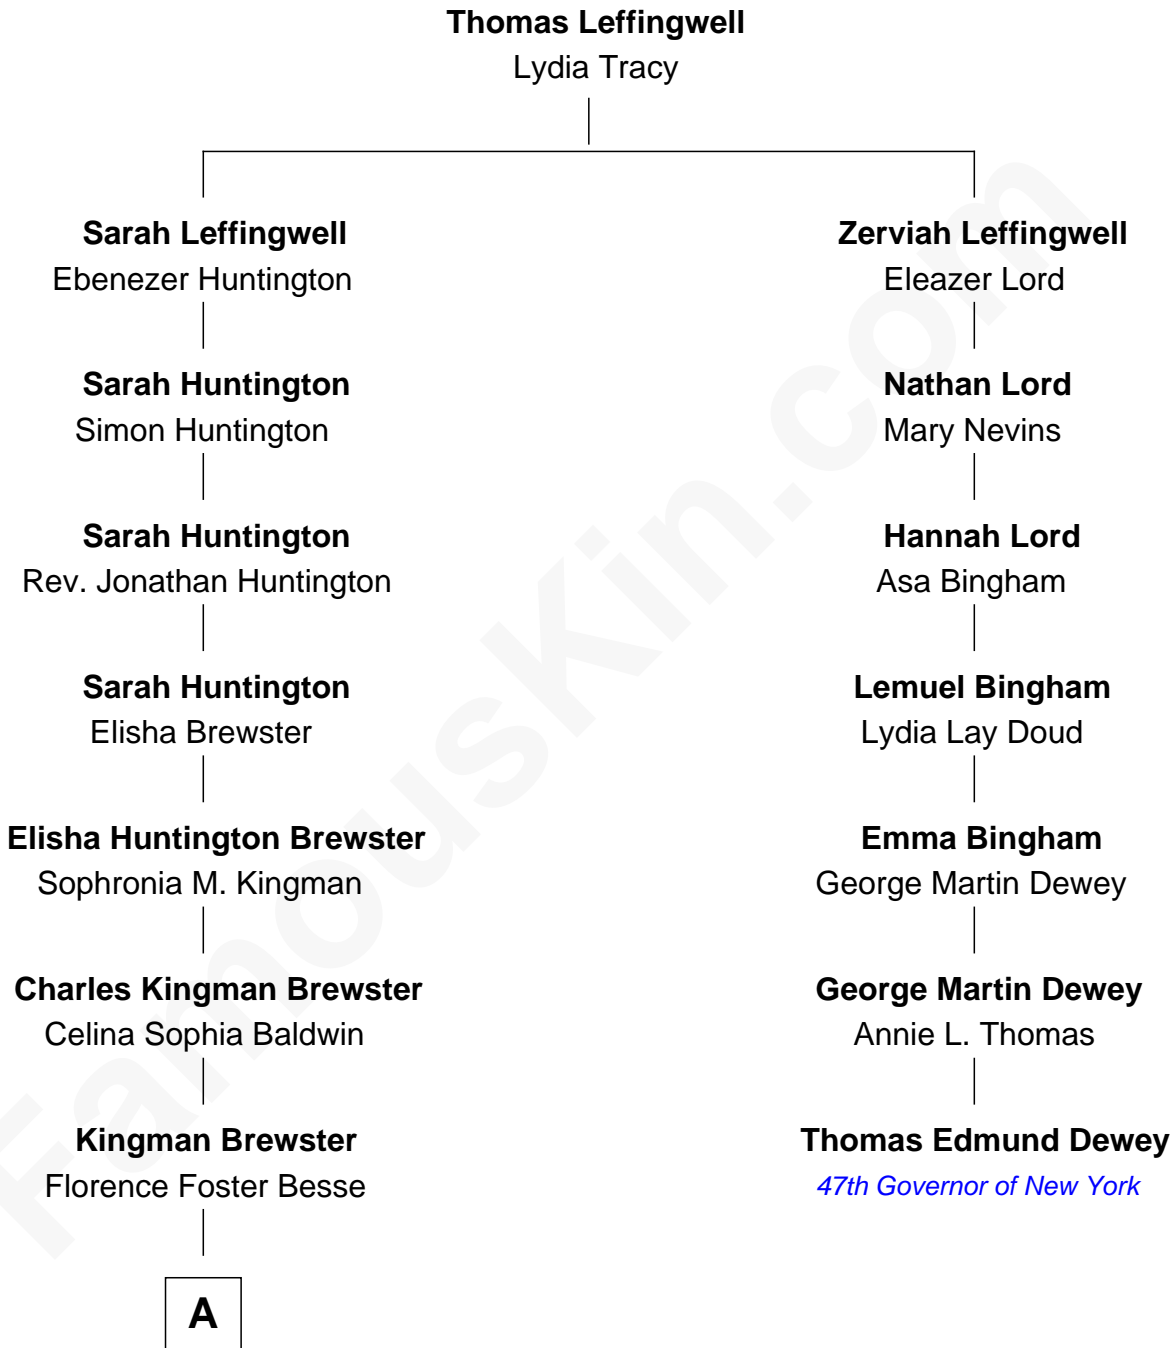 Thomas Leffingwell
Lydia Tracy
Sarah Leffingwell
Ebenezer Huntington
Zerviah Leffingwell
Eleazer Lord
Sarah Huntington
Simon Huntington
Nathan Lord
Mary Nevins
Sarah Huntington
Rev. Jonathan Huntington
Hannah Lord
Asa Bingham
Sarah Huntington
Elisha Brewster
Lemuel Bingham
Lydia Lay Doud
Elisha Huntington Brewster
Sophronia M. Kingman
Emma Bingham
George Martin Dewey
Charles Kingman Brewster
Celina Sophia Baldwin
George Martin Dewey
Annie L. Thomas
Kingman Brewster
Florence Foster Besse
Thomas Edmund Dewey
47th Governor of New York
A
FamousKin.com